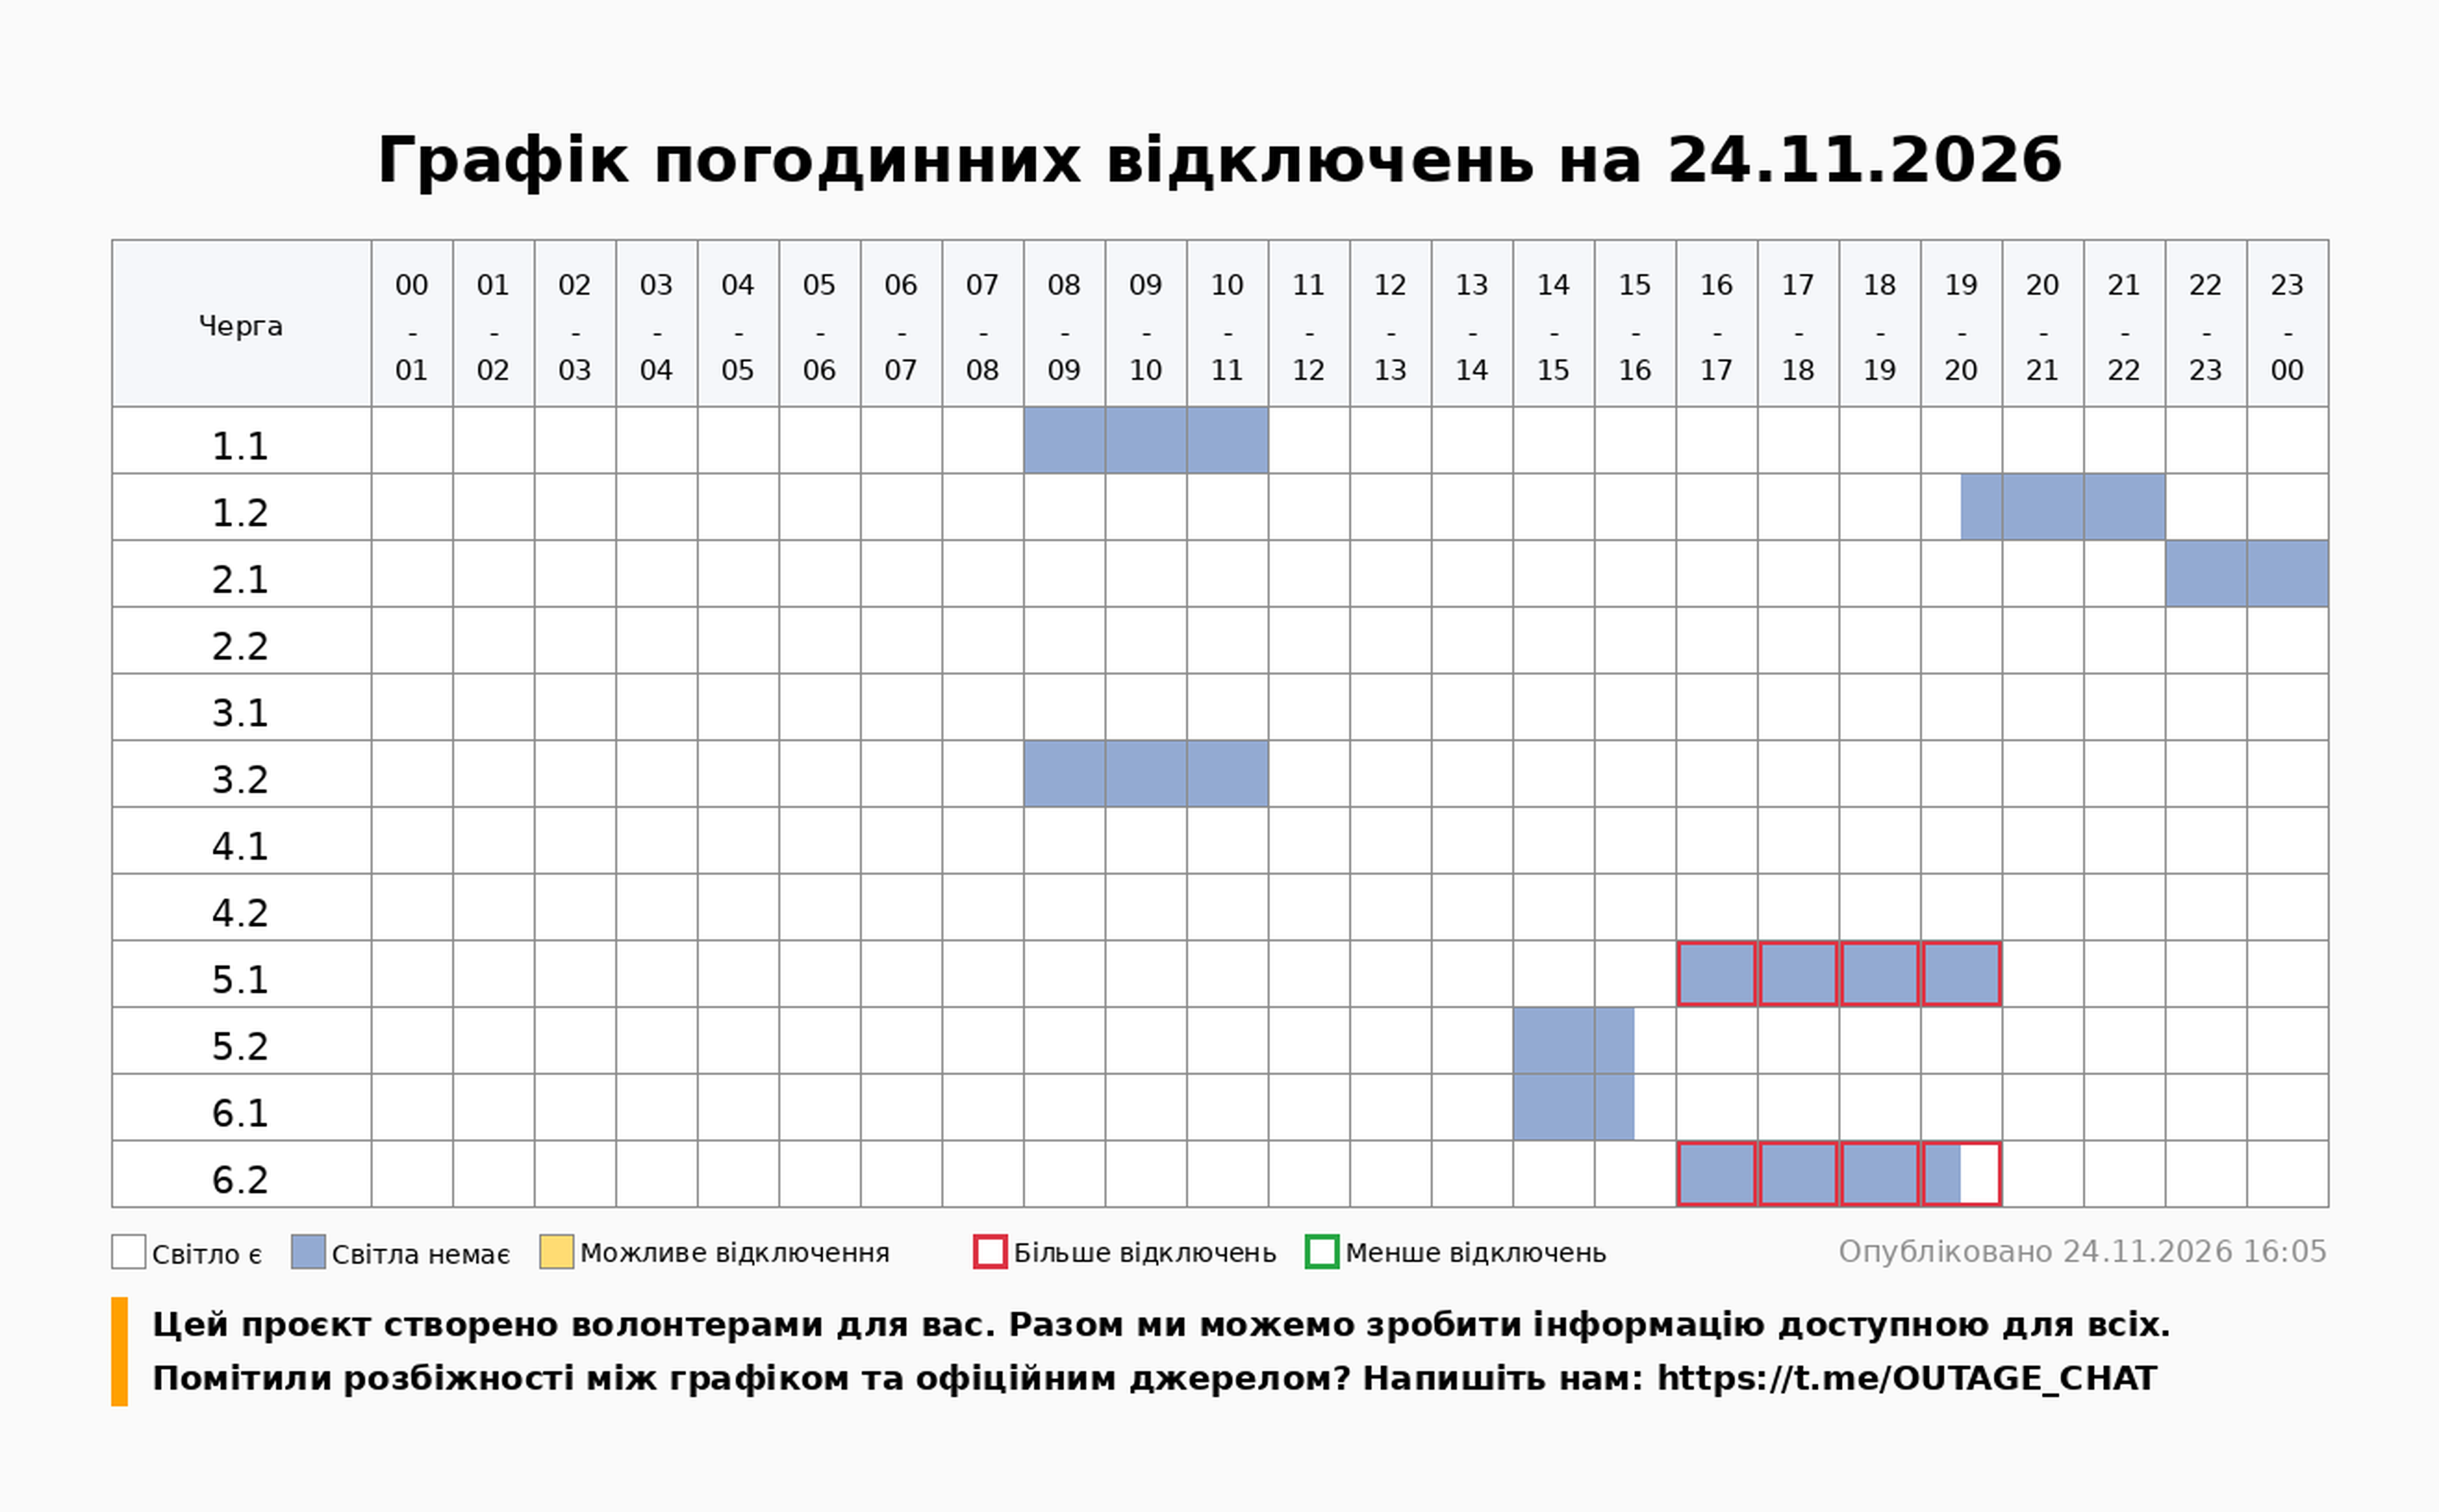 Графік погодинних відключень на 24.11.2026
Черга 00 - 01 01 - 02 02 - 03 03 - 04 04 - 05 05 - 06 06 - 07 07 - 08 08 - 09 09 - 10 10 - 11 11 - 12 12 - 13 13 - 14 14 - 15 15 - 16 16 - 17 17 - 18 18 - 19 19 - 20 20 - 21 21 - 22 22 - 23 23 - 00
1.1
1.2
2.1
2.2
3.1
3.2
4.1
4.2
5.1
5.2
6.1
6.2
Світло є Світла немає Можливе відключення Більше відключень Менше відключень Опубліковано 24.11.2026 16:05
Цей проєкт створено волонтерами для вас. Разом ми можемо зробити інформацію доступною для всіх.
Помітили розбіжності між графіком та офіційним джерелом? Напишіть нам: https://t.me/OUTAGE_CHAT